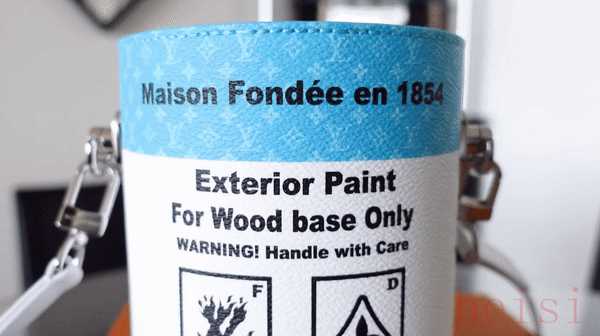 Maison Fondée en 1854
Exterior Paint
For Wood base Only
WARNING! Handle with Care
F
D